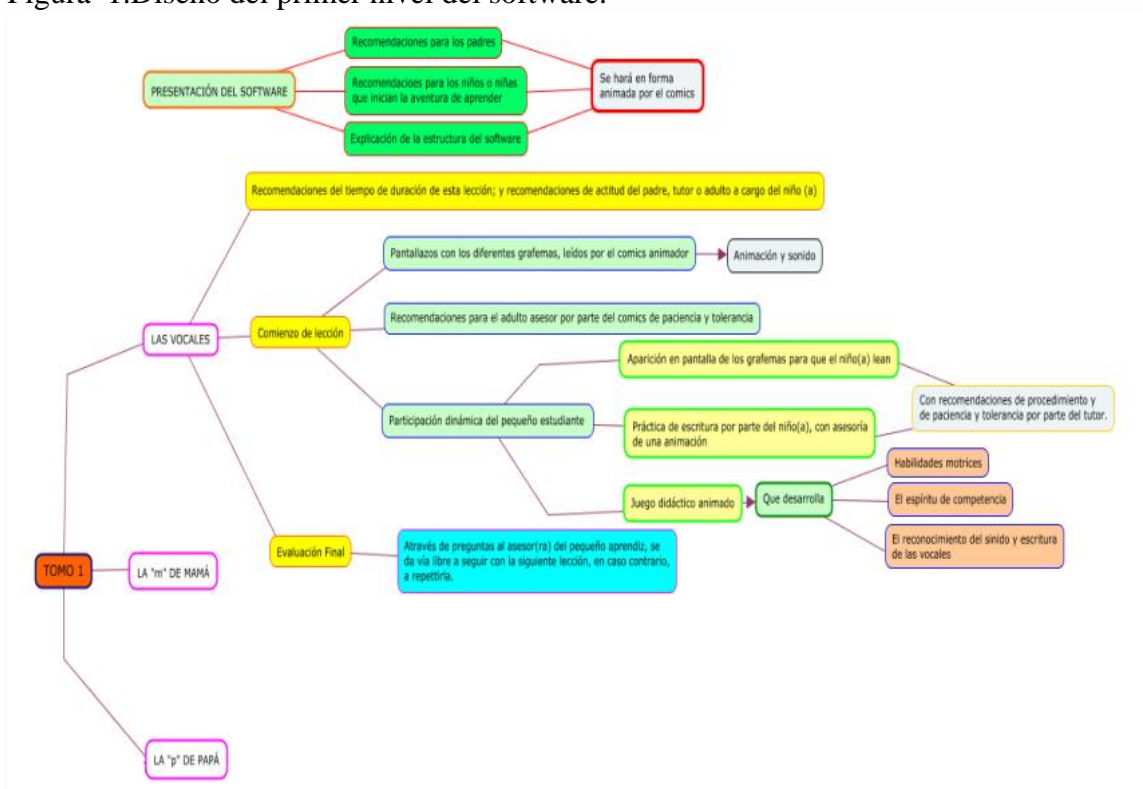 Figura 1.Diseño del primer nivel del software.
Recomendaciones para los padres
PRESENTACIÓN DEL SOFTWARE
Recomendacioes para los niños o niñas
que inician la aventura de aprender
Se hará en forma
animada por el comics
Explicación de la estructura del software
Recomendaciones del tiempo de duración de esta lección; y recomendaciones de actitud del padre, tutor o adulto a cargo del niño (a)
Pantallazos con los diferentes grafemas, leídos por el comics animador
Animación y sonido
LAS VOCALES
Comienzo de lección
Recomendaciones para el adulto asesor por parte del comics de paciencia y tolerancia
Aparición en pantalla de los grafemas para que el niño(a) lean
Participación dinámica del pequeño estudiante
Con recomendaciones de procedimiento y
de paciencia y tolerancia por parte del tutor.
Práctica de escritura por parte del niño(a), con asesoría
de una animación
Juego didáctico animado
Que desarrolla
Habilidades motrices
El espíritu de competencia
El reconocimiento del sinido y escritura
de las vocales
Evaluación Final
Através de preguntas al asesor(ra) del pequeño aprendiz, se
da vía libre a seguir con la siguiente lección, en caso contrario,
a repettirla.
TOMO 1
LA "m" DE MAMÁ
LA "p" DE PAPÁ